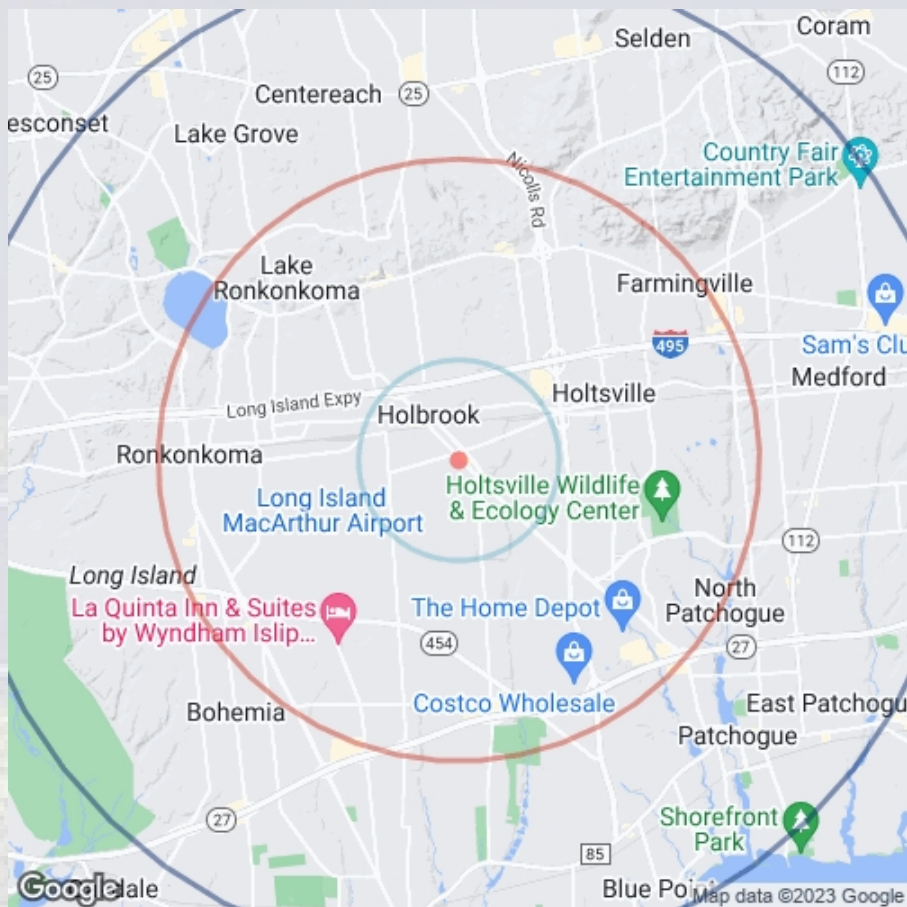 Selden
Coram
25
112
esconset
Centereach
25
Lake Grove
Nicolls Rd
Country Fair
Entertainment Park
Lake
Ronkonkoma
Farmingville
495
Sam's Clu
Medford
Long Island Expy
Holtsville
Holbrook
Ronkonkoma
Holtsville Wildlife
& Ecology Center
Long Island
MacArthur Airport
112
Long Island
La Quinta Inn & Suites
by Wyndham Islip...
The Home Depot
North
Patchogue
454
27
Costco Wholesale
Bohemia
East Patchogu
Patchogue
27
Shorefront
Park
85
Google
dale
Blue Poin
Map data ©2023 Google